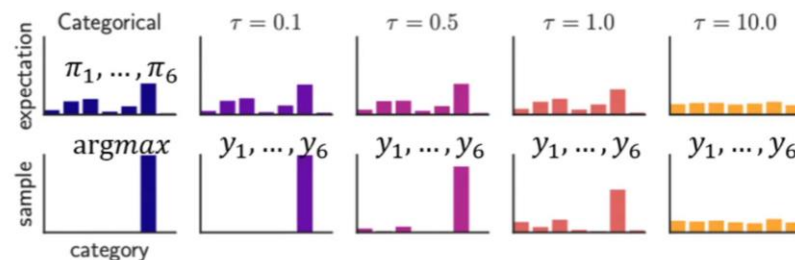 Categorical τ = 0.1 τ = 0.5 τ = 1.0 τ = 10.0
expectation
π₁, ..., π₆
argmax y₁, ..., y₆ y₁, ..., y₆ y₁, ..., y₆ y₁, ..., y₆
sample
category